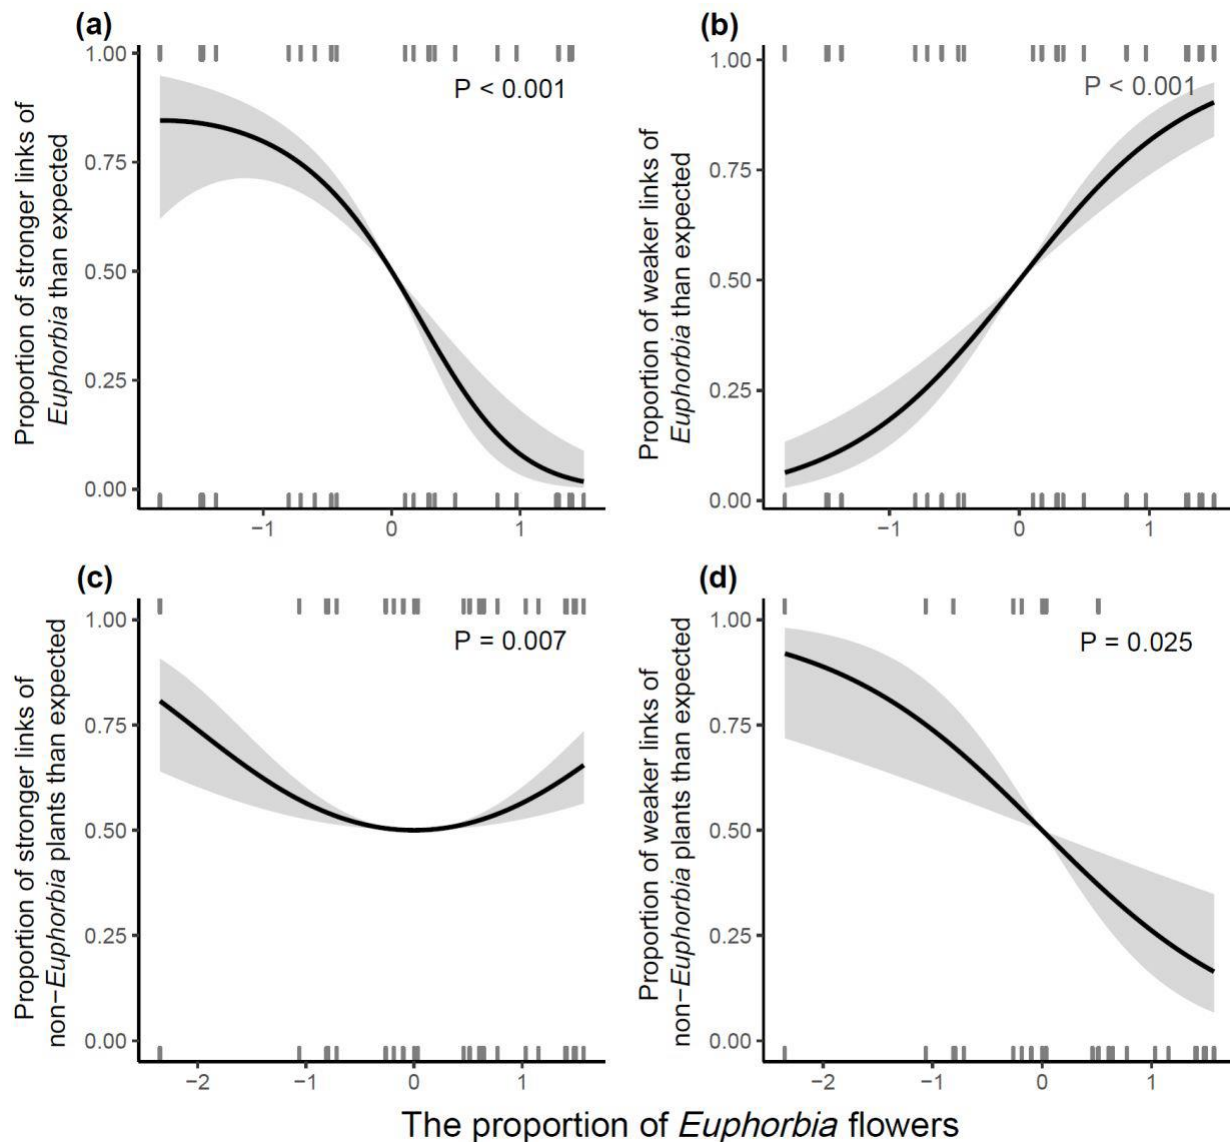 (a)
P < 0.001
Proportion of stronger links of
Euphorbia than expected
1.00
0.75
0.50
0.25
0.00
−1
0
1
(b)
P < 0.001
Proportion of weaker links of
Euphorbia than expected
1.00
0.75
0.50
0.25
0.00
−1
0
1
(c)
P = 0.007
Proportion of stronger links of
non−Euphorbia plants than expected
1.00
0.75
0.50
0.25
0.00
−2
−1
0
1
(d)
P = 0.025
Proportion of weaker links of
non−Euphorbia plants than expected
1.00
0.75
0.50
0.25
0.00
−2
−1
0
1
The proportion of Euphorbia flowers